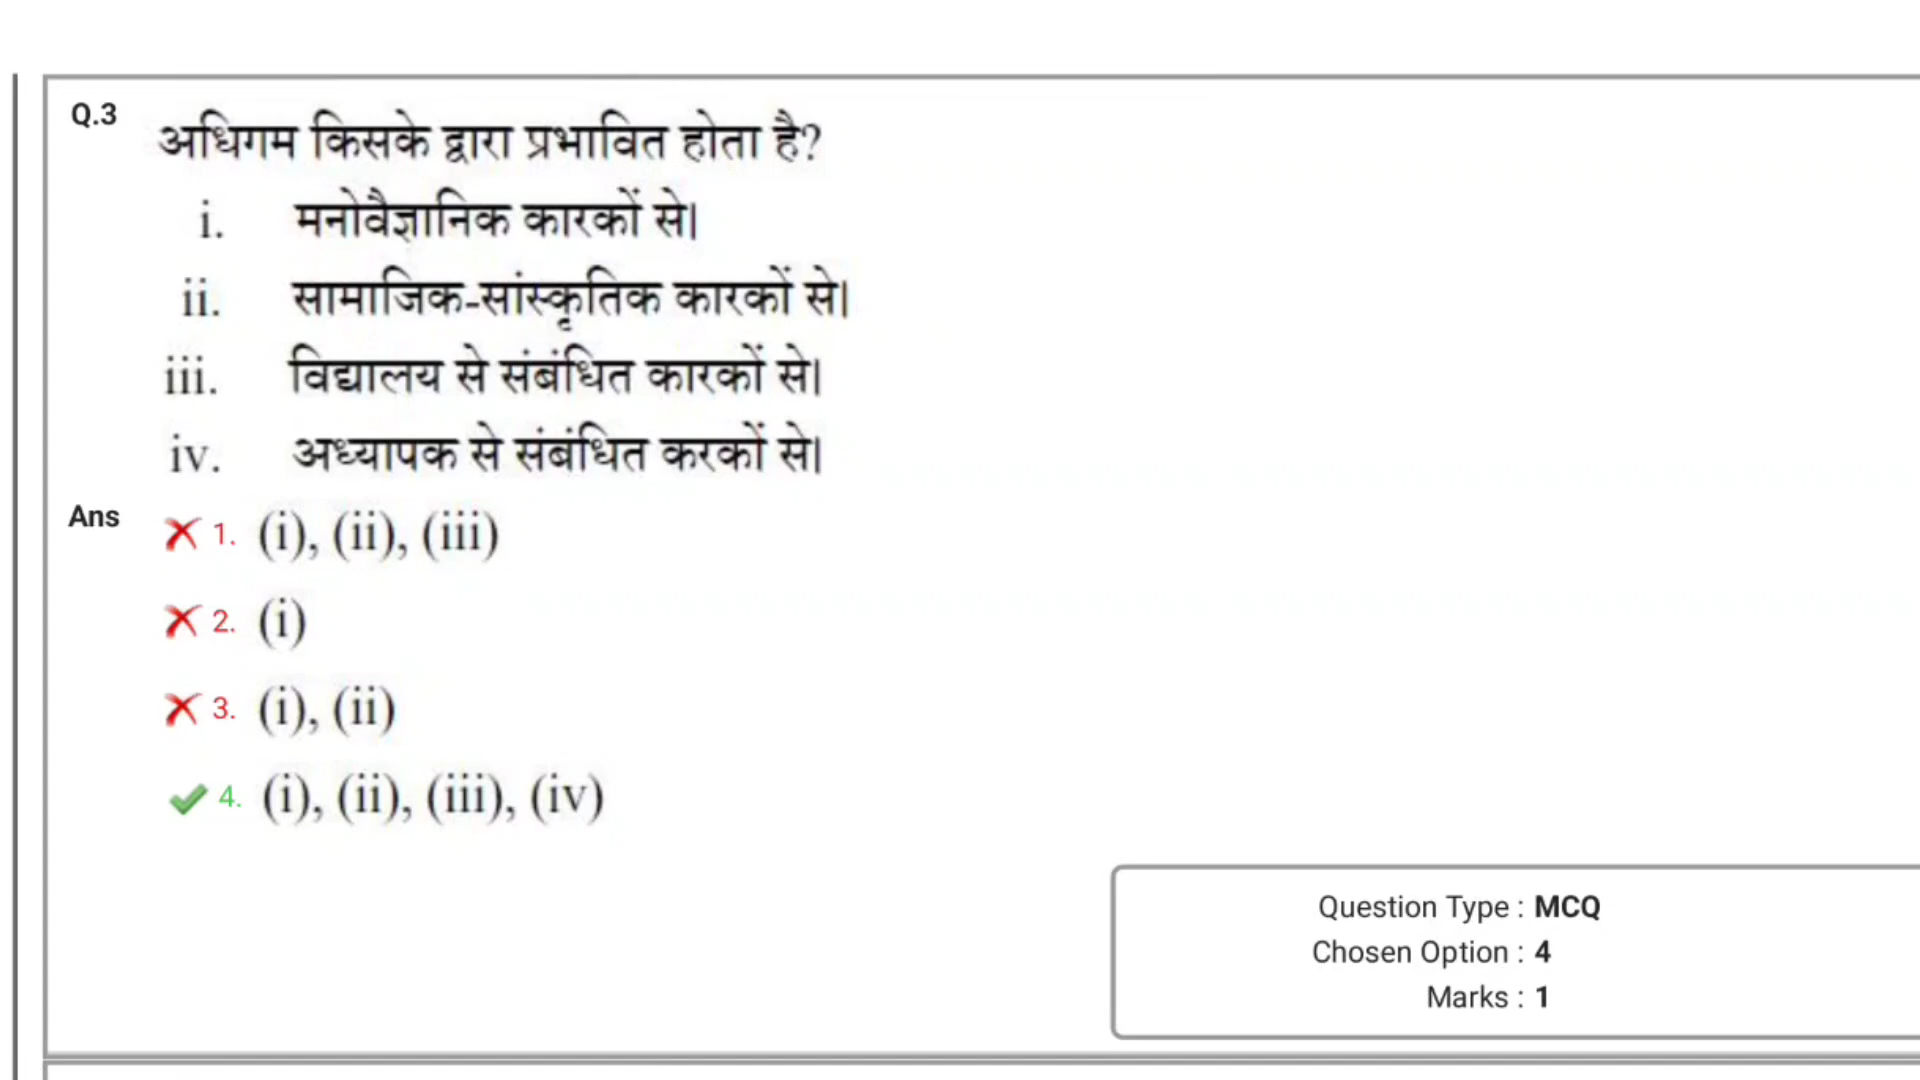 Q.3 अधिगम किसके द्वारा प्रभावित होता है?
i. मनोवैज्ञानिक कारकों से।
ii. सामाजिक-सांस्कृतिक कारकों से।
iii. विद्यालय से संबंधित कारकों से।
iv. अध्यापक से संबंधित करकों से।
Ans 1. (i), (ii), (iii)
2. (i)
3. (i), (ii)
4. (i), (ii), (iii), (iv)
Question Type : MCQ
Chosen Option : 4
Marks : 1